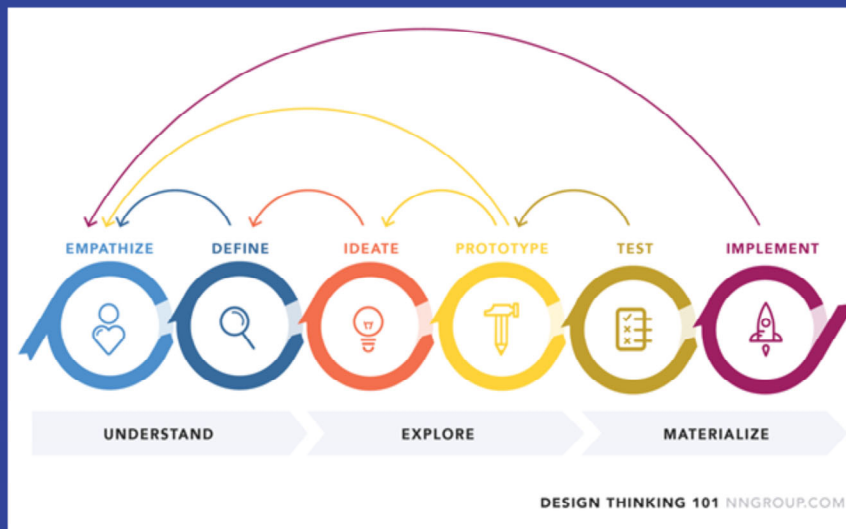 EMPATHIZE DEFINE IDEATE PROTOTYPE TEST IMPLEMENT
UNDERSTAND EXPLORE MATERIALIZE
DESIGN THINKING 101 NNGROUP.COM